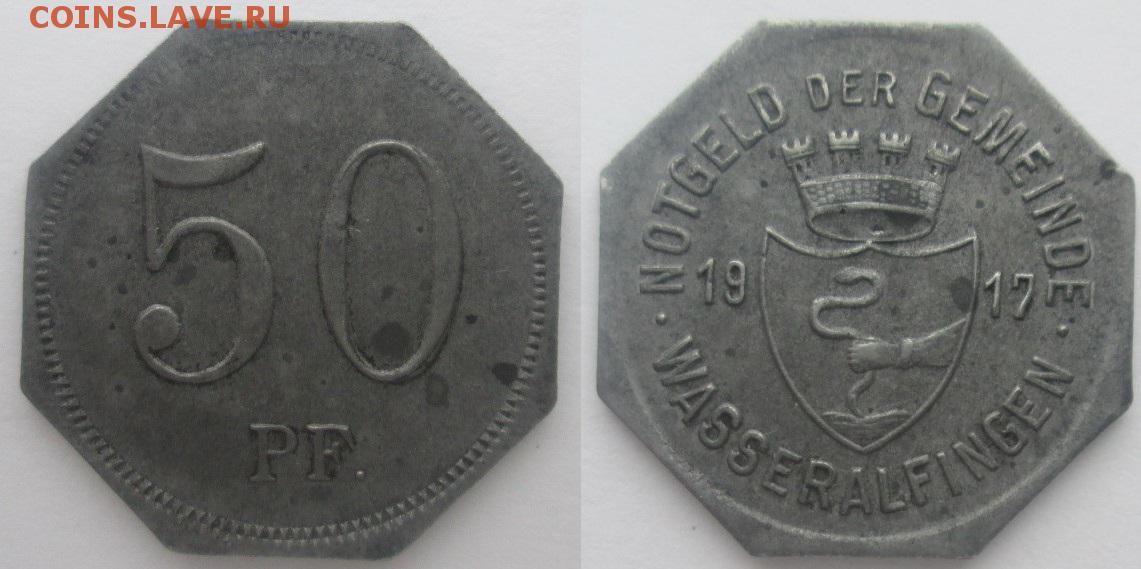 COINS.LAVE.RU
50
PF.
NOTGELD DER GEMEINDE
19 17
· WASSERALFINGEN ·